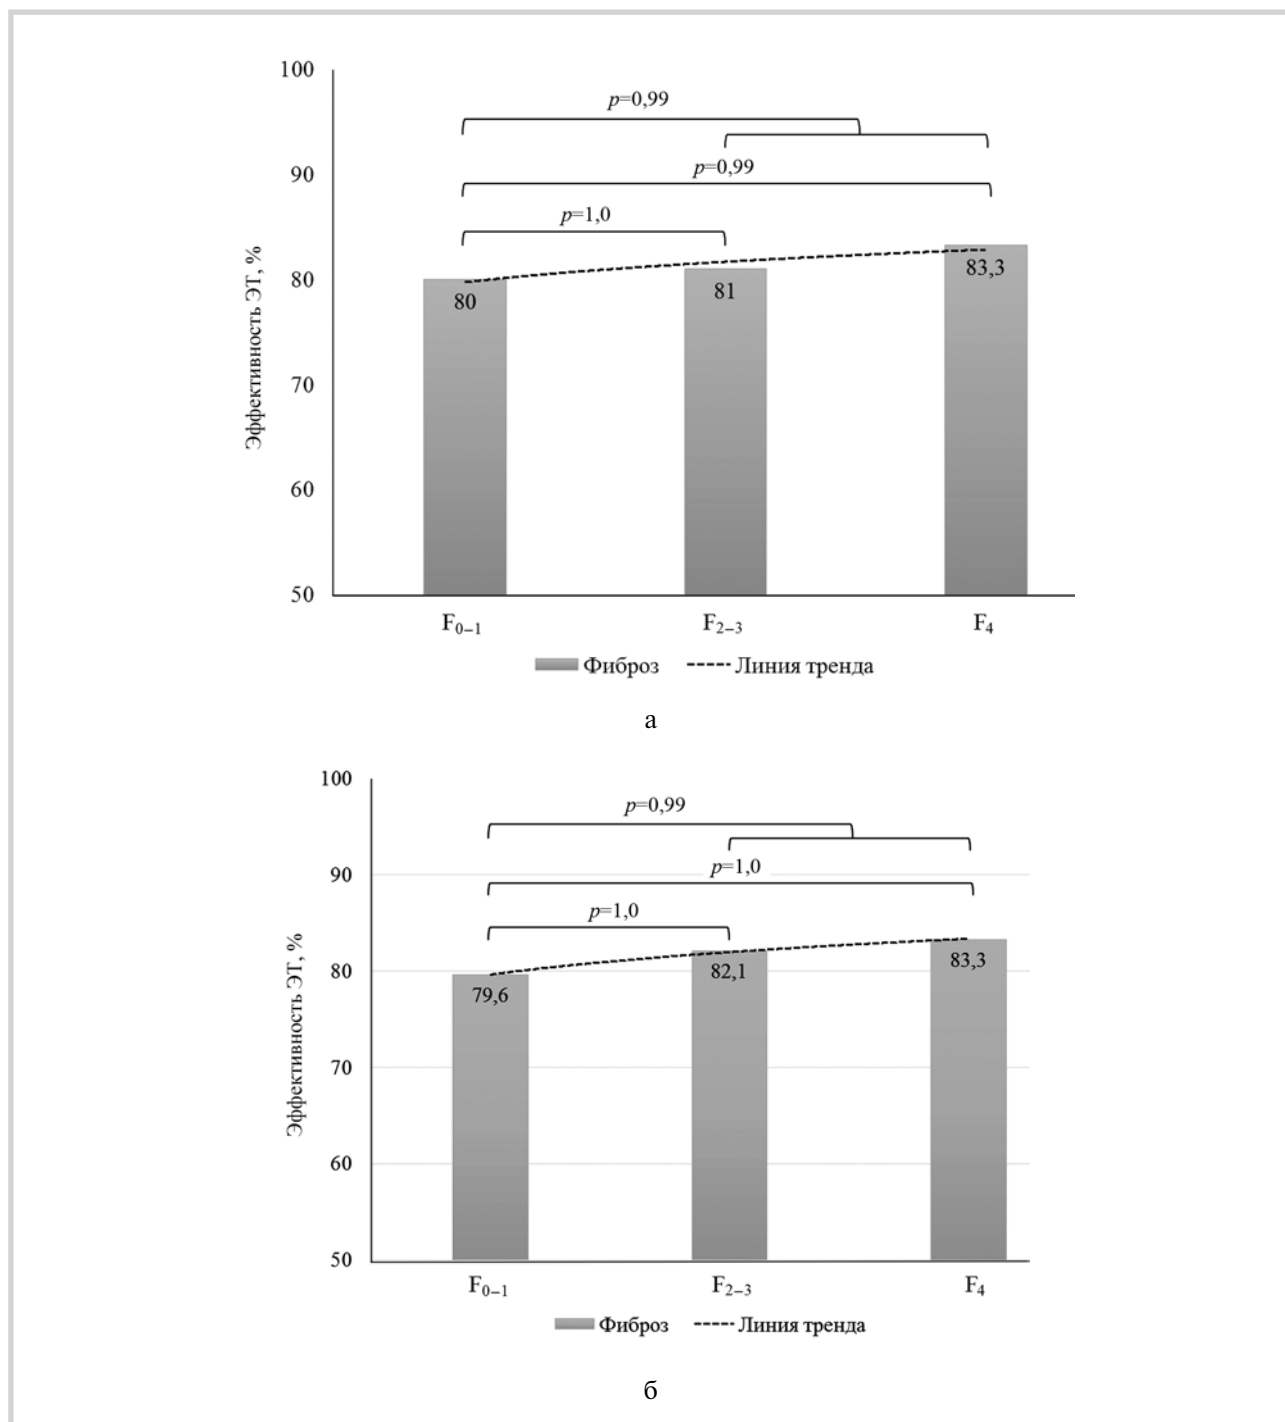 100
p=0,99
90
p=0,99
p=1,0
Эффективность ЭТ, %
80
80
81
83,3
70
60
50
F₀₋₁
F₂₋₃
F₄
Фиброз
Линия тренда
а
100
p=0,99
90
p=1,0
p=1,0
Эффективность ЭТ, %
80
79,6
82,1
83,3
70
60
50
F₀₋₁
F₂₋₃
F₄
Фиброз
Линия тренда
б